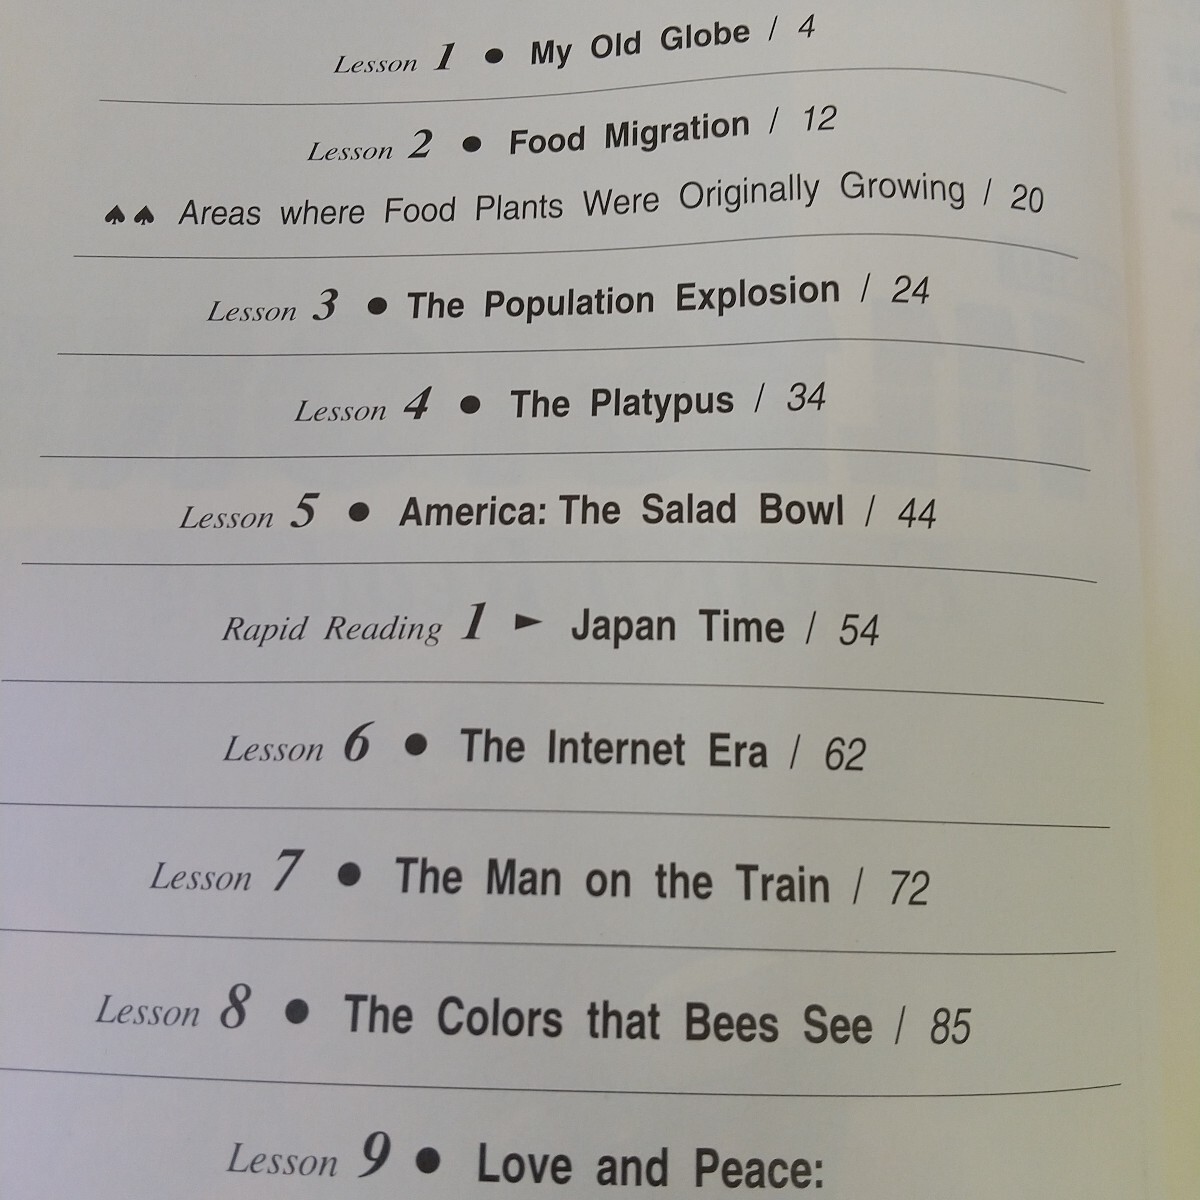 Lesson 1 ● My Old Globe / 4
Lesson 2 ● Food Migration / 12
♠♠ Areas where Food Plants Were Originally Growing / 20
Lesson 3 ● The Population Explosion / 24
Lesson 4 ● The Platypus / 34
Lesson 5 ● America: The Salad Bowl / 44
Rapid Reading 1 ► Japan Time / 54
Lesson 6 ● The Internet Era / 62
Lesson 7 ● The Man on the Train / 72
Lesson 8 ● The Colors that Bees See / 85
Lesson 9 ● Love and Peace: